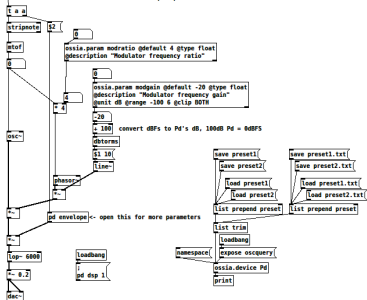 t a a
stripnote
$2
mtof
0
0
ossia.param modratio @default 4 @type float
@description "Modulator frequency ratio"
0
ossia.param modgain @default -20 @type float
@description "Modulator frequency gain"
@unit dB @range -100 6 @clip BOTH
4
* 4
-20
+ 100
convert dBFs to Pd's dB, 100dB Pd = 0dBFS
osc~
dbtorms
$1 10
line~
save preset1
save preset1.txt
save preset2
save preset2.txt
phasor~
load preset1
load preset1.txt
*~
load preset2
load preset2.txt
list prepend preset
list prepend preset
*~
pd envelope
<- open this for more parameters
list trim
*~
loadbang
lop~ 6000
loadbang
namespace
expose oscquery
;
pd dsp 1
ossia.device Pd
*~ 0.2
print
dac~